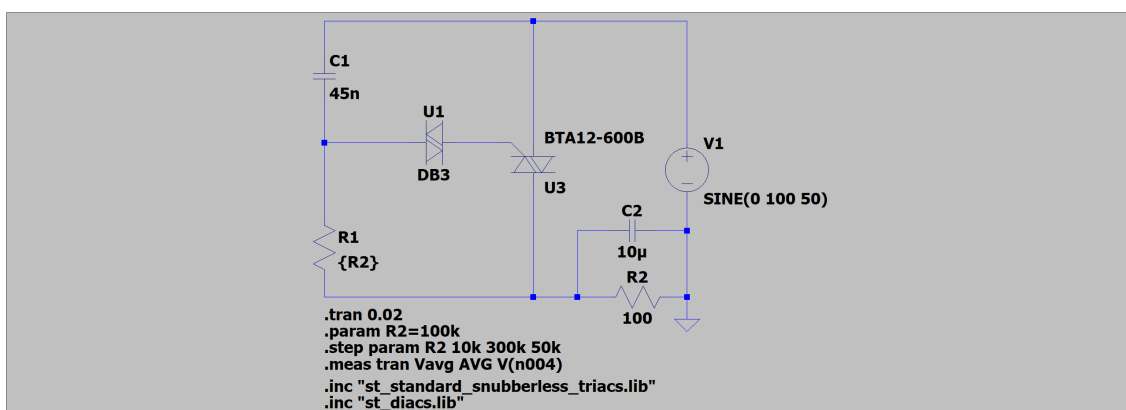 C1
45n
U1
DB3
BTA12-600B
U3
V1
SINE(0 100 50)
C2
10µ
R1
{R2}
R2
100
.tran 0.02
.param R2=100k
.step param R2 10k 300k 50k
.meas tran Vavg AVG V(n004)
.inc "st_standard_snubberless_triacs.lib"
.inc "st_diacs.lib"